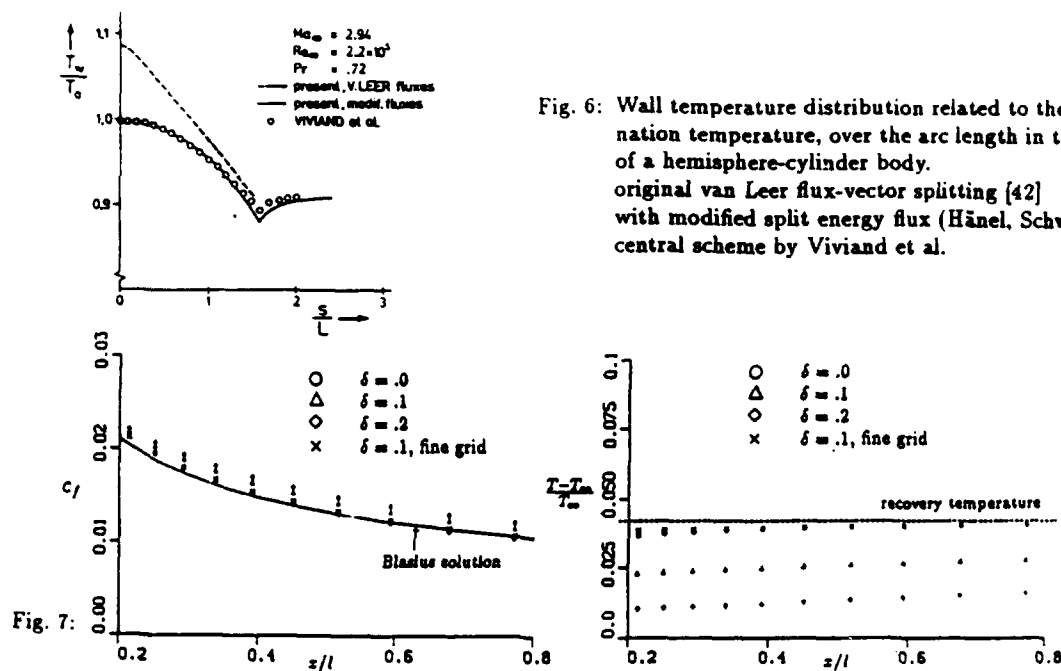 1,1
T_w
T_o
1,0
0.9
0
1
2
3
S
L
Ma∞ = 2.94
Re∞ = 2.2×10⁵
Pr = .72
present, V.LEER fluxes
present, modif. fluxes
VIVIAND et al.
Fig. 6: Wall temperature distribution related to the
nation temperature, over the arc length in t
of a hemisphere-cylinder body.
original van Leer flux-vector splitting [42]
with modified split energy flux (Hänel, Schw
central scheme by Viviand et al.
0.03
0.02
0.01
0.00
c_f
δ = .0
δ = .1
δ = .2
δ = .1, fine grid
Blasius solution
0.2
0.4
0.6
0.8
x/l
Fig. 7:
0.1
0.075
0.050
0.025
0.0
T−T∞
T∞
δ = .0
δ = .1
δ = .2
δ = .1, fine grid
recovery temperature
0.2
0.4
0.6
0.8
x/l